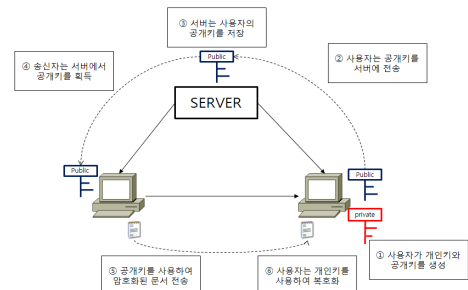 ③ 서버는 사용자의
공개키를 저장
④ 송신자는 서버에서
공개키를 획득
Public
② 사용자는 공개키를
서버에 전송
SERVER
Public
Public
private
① 사용자가 개인키와
공개키를 생성
⑤ 공개키를 사용하여
암호화된 문서 전송
⑥ 사용자는 개인키를
사용하여 복호화